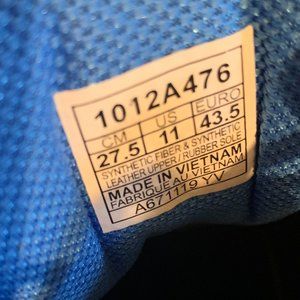 1012A476
CM US EURO
27.5 11 43.5
SYNTHETIC FIBER & SYNTHETIC
LEATHER UPPER / RUBBER SOLE
MADE IN VIETNAM
FABRIQUE AU VIETNAM
A671119 YV